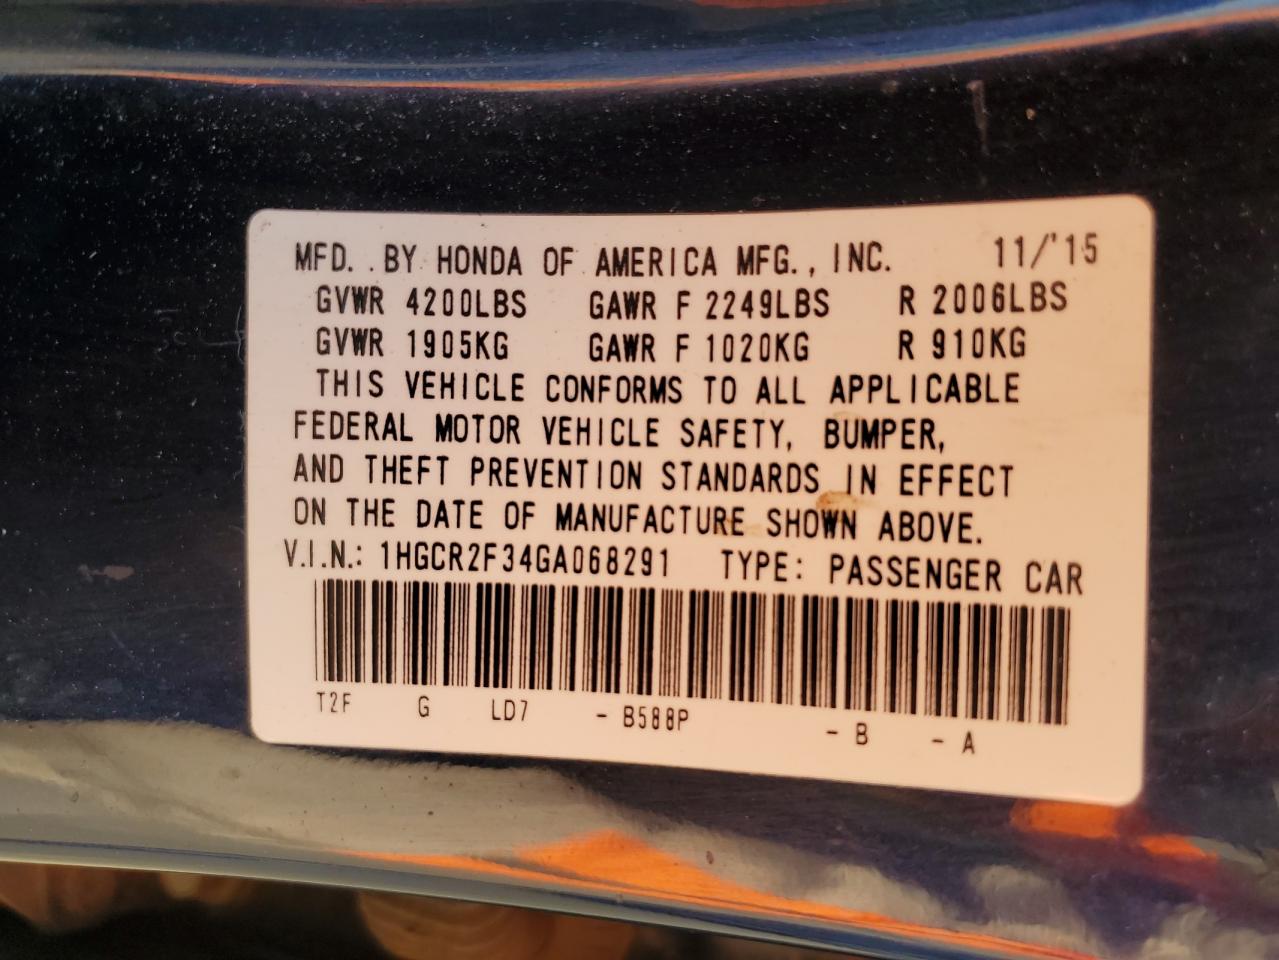 MFD. BY HONDA OF AMERICA MFG., INC. 11/'15
GVWR 4200LBS GAWR F 2249LBS R 2006LBS
GVWR 1905KG GAWR F 1020KG R 910KG
THIS VEHICLE CONFORMS TO ALL APPLICABLE
FEDERAL MOTOR VEHICLE SAFETY, BUMPER,
AND THEFT PREVENTION STANDARDS IN EFFECT
ON THE DATE OF MANUFACTURE SHOWN ABOVE.
V.I.N.: 1HGCR2F34GA068291 TYPE: PASSENGER CAR
T2F G LD7 - B588P - B - A